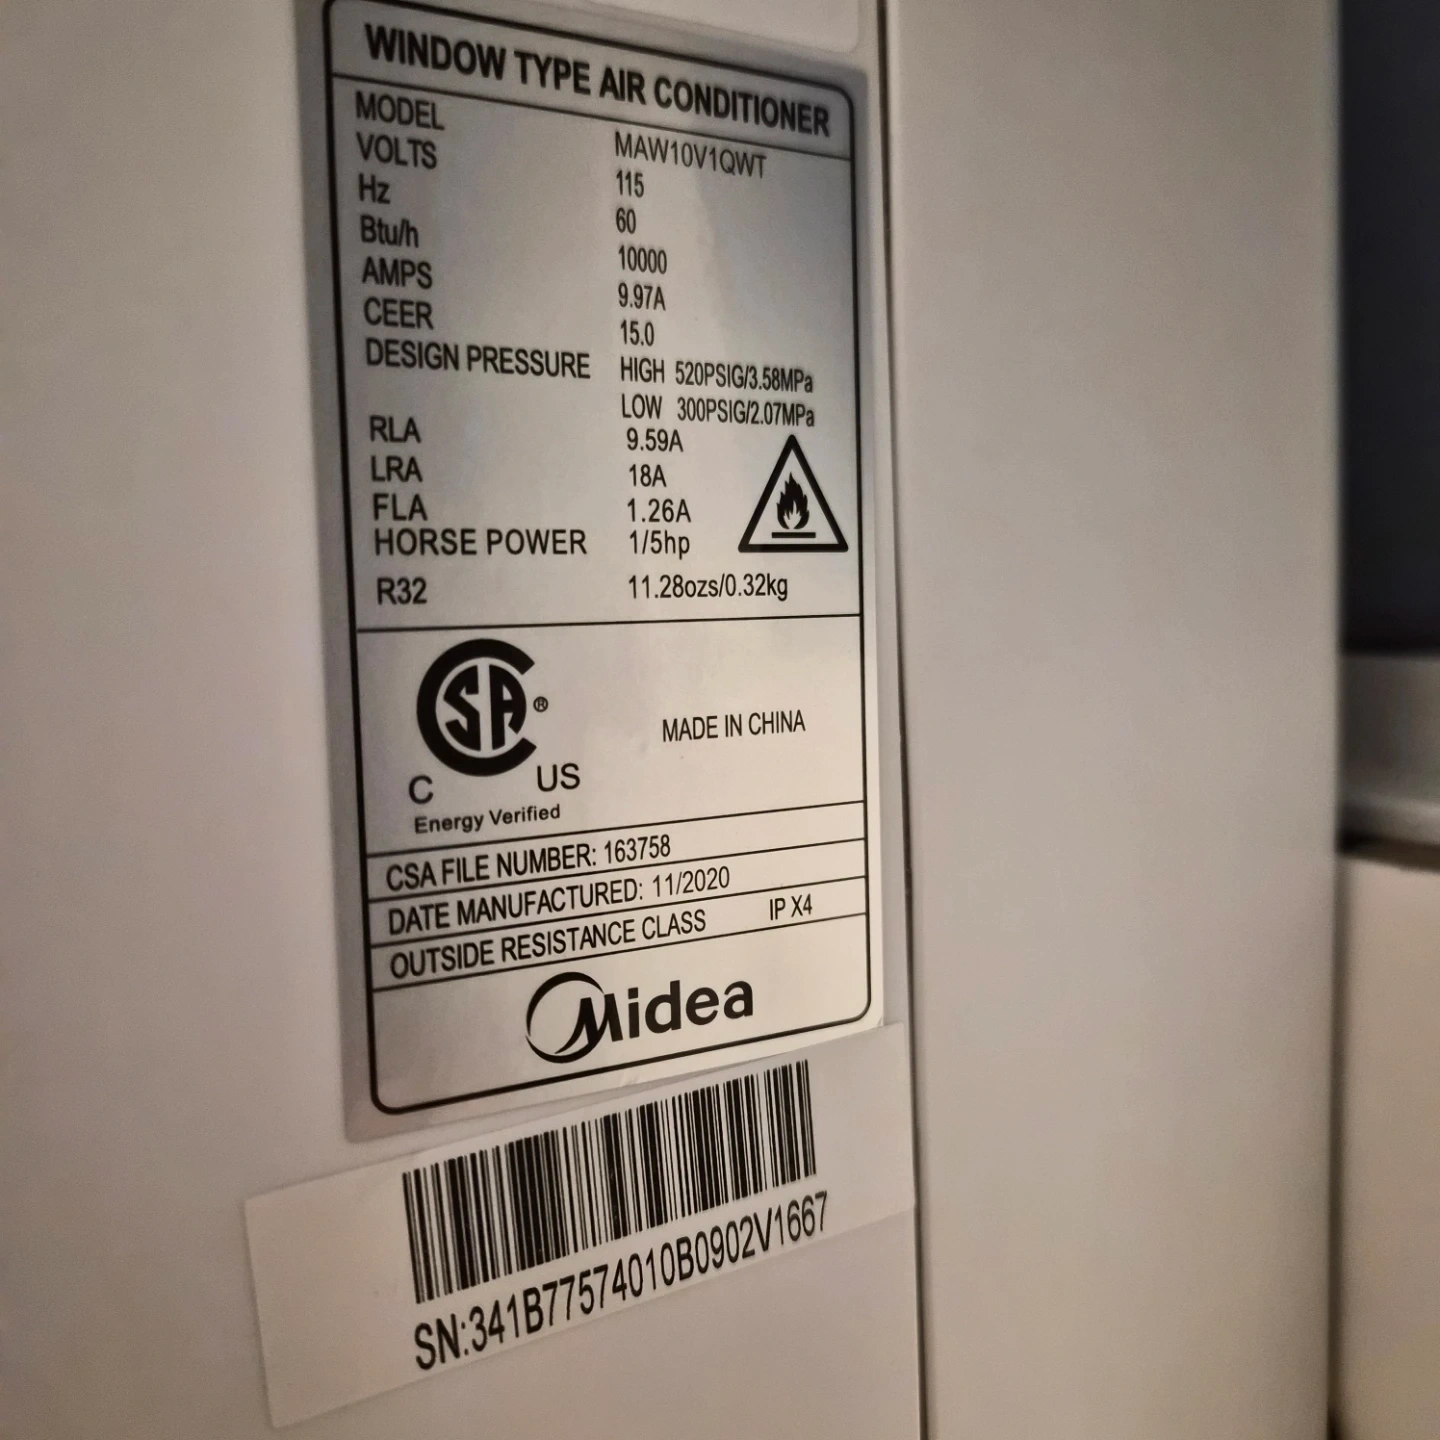 WINDOW TYPE AIR CONDITIONER
MODEL MAW10V1QWT
VOLTS 115
Hz 60
Btu/h 10000
AMPS 9.97A
CEER 15.0
DESIGN PRESSURE HIGH 520PSIG/3.58MPa
LOW 300PSIG/2.07MPa
RLA 9.59A
LRA 18A
FLA 1.26A
HORSE POWER 1/5hp
R32 11.28ozs/0.32kg
CSA®
C US
Energy Verified
MADE IN CHINA
CSA FILE NUMBER: 163758
DATE MANUFACTURED: 11/2020
OUTSIDE RESISTANCE CLASS IP X4
Midea
SN:341B77574010B0902V1667